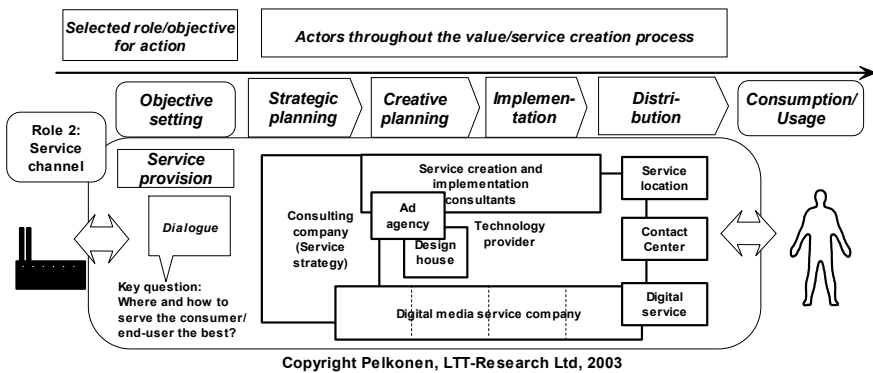 Selected role/objective
for action
Actors throughout the value/service creation process
Objective
setting
Strategic
planning
Creative
planning
Implemen-
tation
Distri-
bution
Consumption/
Usage
Role 2:
Service
channel
Service
provision
Dialogue
Key question:
Where and how to
serve the consumer/
end-user the best?
Consulting
company
(Service
strategy)
Service creation and
implementation
consultants
Ad
agency
Design
house
Technology
provider
Digital media service company
Service
location
Contact
Center
Digital
service
Copyright Pelkonen, LTT-Research Ltd, 2003